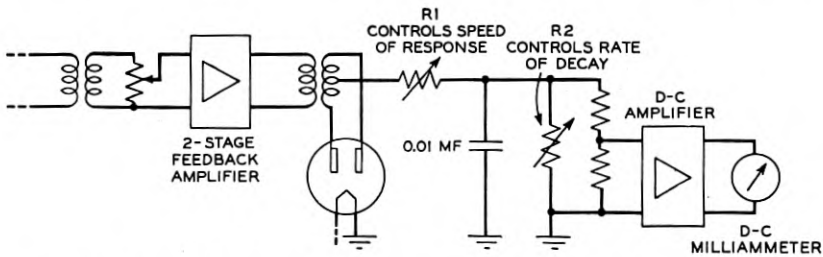 R1
CONTROLS SPEED
OF RESPONSE
R2
CONTROLS RATE
OF DECAY
D-C
AMPLIFIER
2-STAGE
FEEDBACK
AMPLIFIER
0.01 MF
D-C
MILLIAMMETER